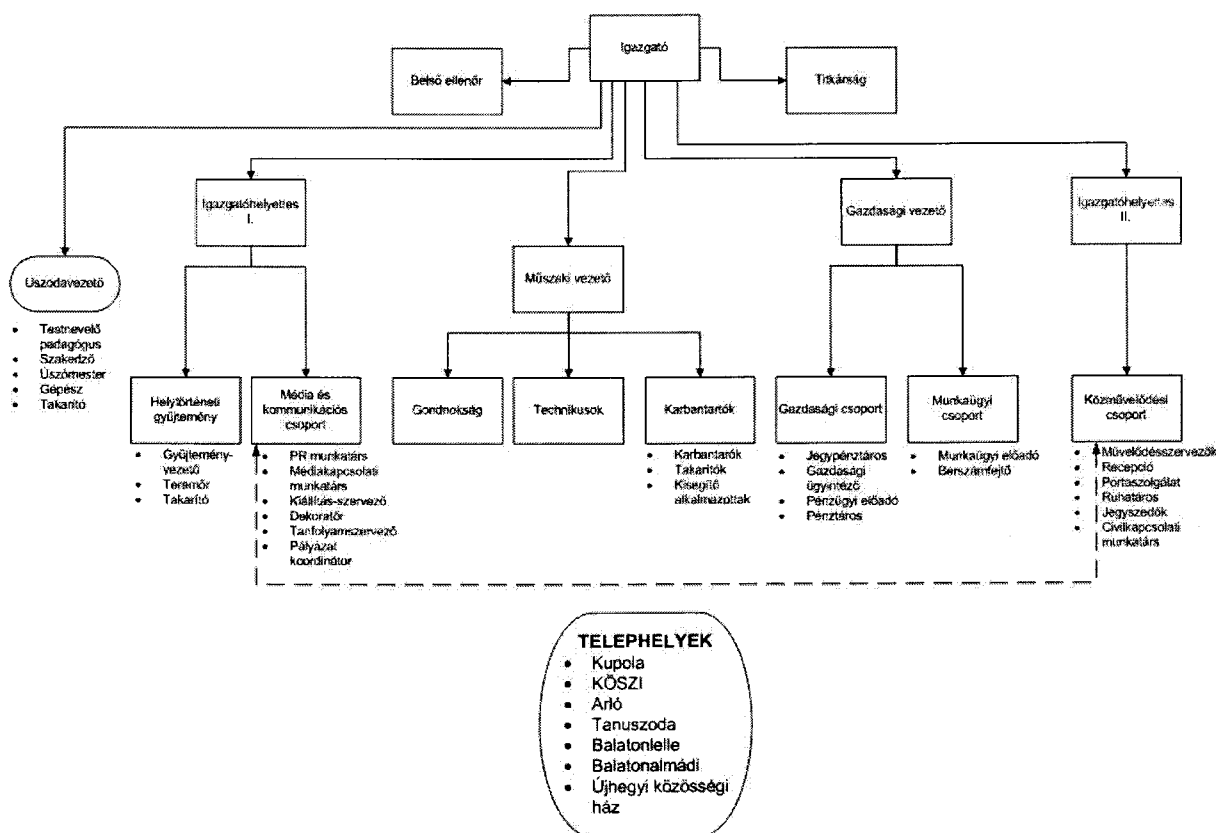 Igazgató
Belső ellenőr
Titkárság
Igazgatóhelyettes
I.
Gazdasági vezető
Igazgatóhelyettes
II.
Uszodavezető
Műszaki vezető
• Testnevelő
pedagógus
• Szakedző
• Úszómester
• Gépész
• Takarító
Helytörténeti
gyűjtemény
Média és
kommunikációs
csoport
Gondnokság
Technikusok
Karbantartók
Gazdasági csoport
Munkaügyi
csoport
Közművelődési
csoport
• Gyűjtemény-
vezető
• Teremőr
• Takarító
• PR munkatárs
• Médiakapcsolati
munkatárs
• Kiállítás-szervező
• Dekoratőr
• Tanfolyamszervező
• Pályázat
koordinátor
• Karbantartók
• Takarítók
• Kisegítő
alkalmazottak
• Jegypénztáros
• Gazdasági
ügyintéző
• Pénzügyi előadó
• Pénztáros
• Munkaügyi előadó
• Bérszámfejtő
• Művelődésszervezők
• Recepció
• Portaszolgálat
• Ruhatáros
• Jegyszedők
• Civilkapcsolati
munkatárs
TELEPHELYEK
• Kupola
• KÖSZI
• Arló
• Tanuszoda
• Balatonlelle
• Balatonalmádi
• Újhegyi közösségi
ház